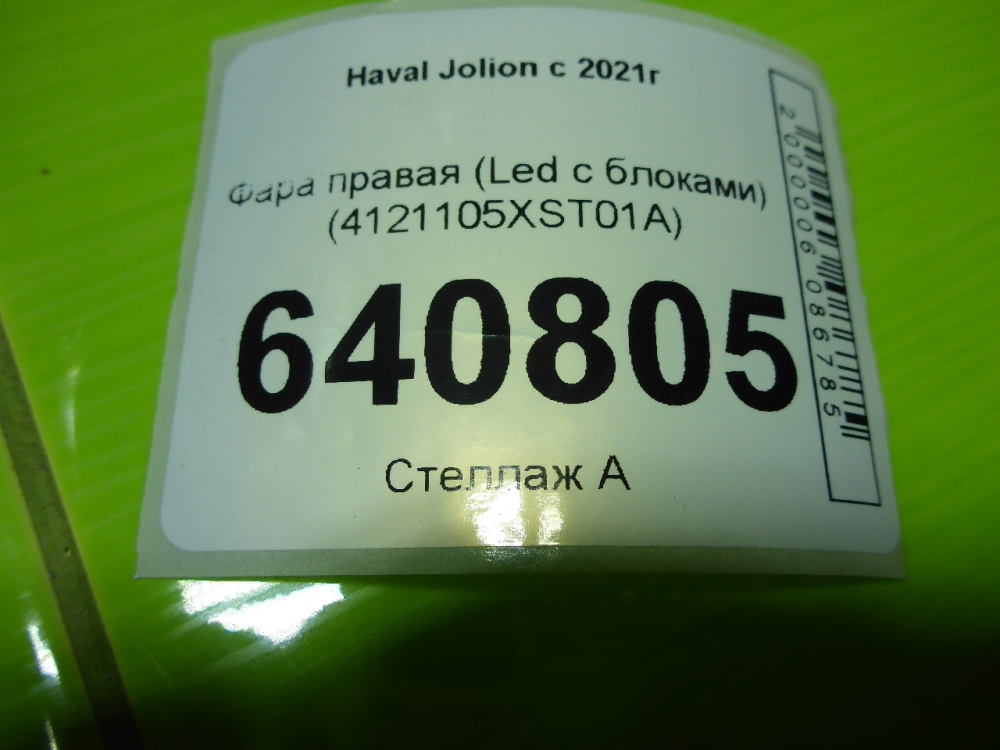 Haval Jolion с 2021г
Фара правая (Led с блоками)
(4121105XST01A)
640805
Стеллаж А
2000006086785